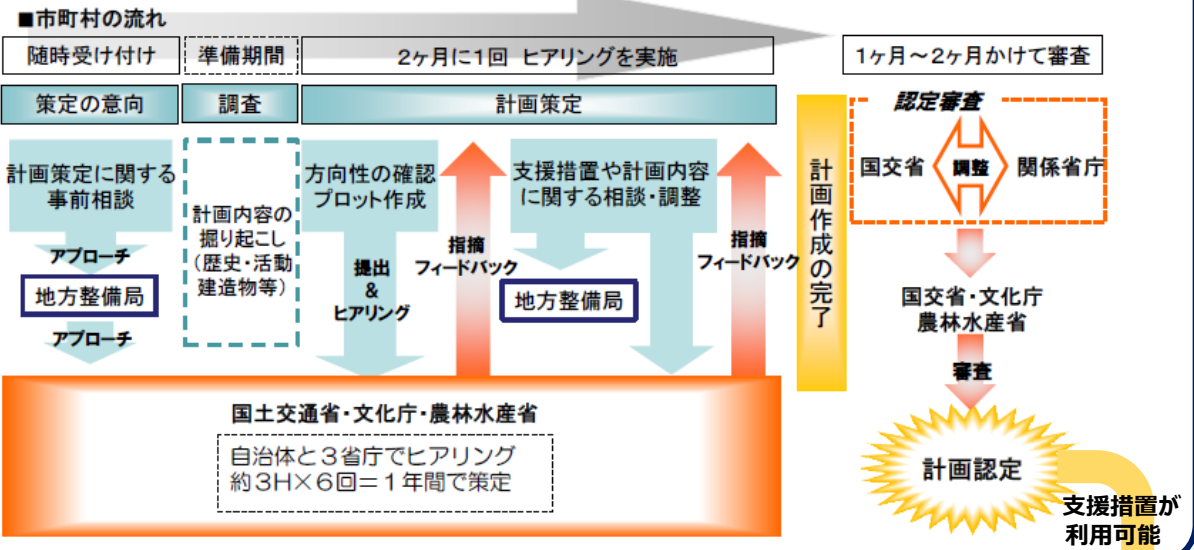 ■市町村の流れ
随時受け付け
準備期間
2ヶ月に1回 ヒアリングを実施
1ヶ月～2ヶ月かけて審査
策定の意向
調査
計画策定
計画策定に関する
事前相談
アプローチ
地方整備局
アプローチ
計画内容の
掘り起こし
（歴史・活動
建造物等）
方向性の確認
プロット作成
提出
&
ヒアリング
指摘
フィードバック
支援措置や計画内容
に関する相談・調整
地方整備局
指摘
フィードバック
計画作成の完了
認定審査
国交省
調整
関係省庁
国交省・文化庁
農林水産省
審査
計画認定
支援措置が
利用可能
国土交通省・文化庁・農林水産省
自治体と３省庁でヒアリング
約３H×６回＝１年間で策定